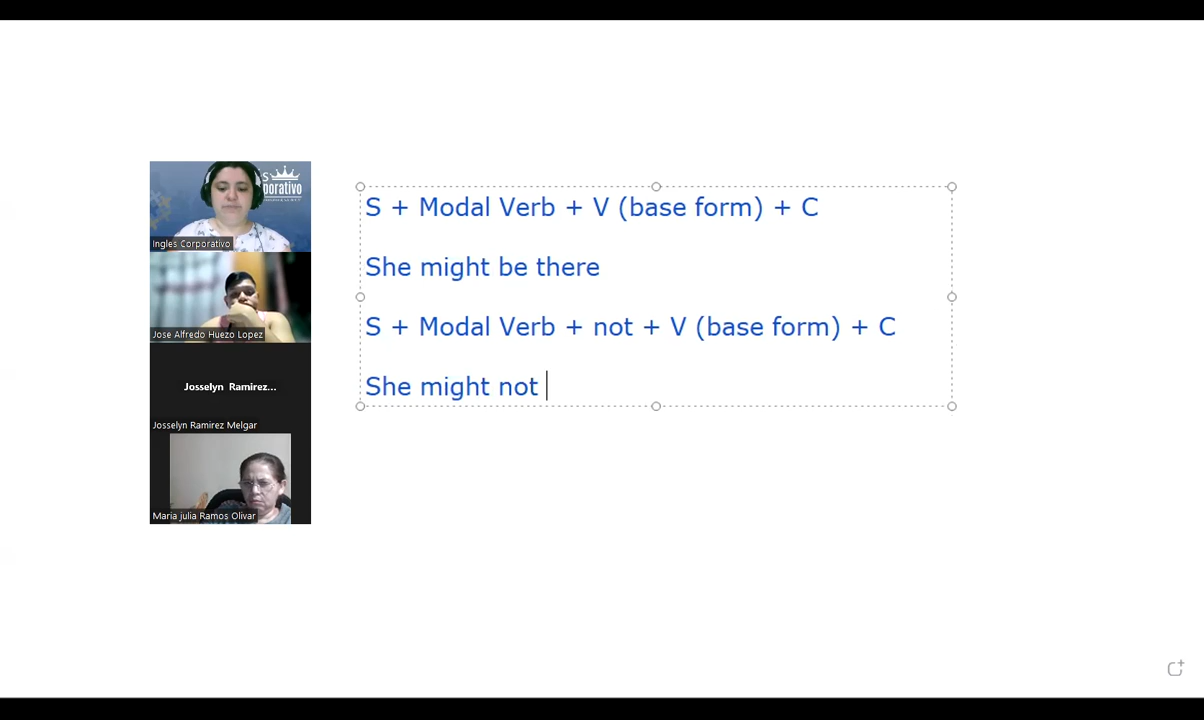 S
porativo
Ingles Corporativo
Jose Alfredo Huezo Lopez
Josselyn Ramirez...
Josselyn Ramirez Melgar
Maria julia Ramos Olivar
S + Modal Verb + V (base form) + C
She might be there
S + Modal Verb + not + V (base form) + C
She might not